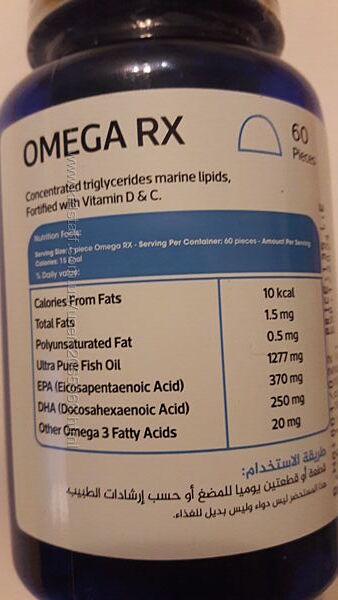 OMEGA RX
60
Pieces
Concentrated triglycerides marine lipids,
Fortified with Vitamin D & C.
Nutrition Facts:
Serving Size: 1 piece Omega RX - Serving Per Container: 60 pieces - Amount Per Serving
Calories: 15 Kcal
% Daily value:
Calories From Fats 10 kcal
Total Fats 1.5 mg
Polyunsaturated Fat 0.5 mg
Ultra Pure Fish Oil 1277 mg
EPA (Eicosapentaenoic Acid) 370 mg
DHA (Docosahexaenoic Acid) 250 mg
Other Omega 3 Fatty Acids 20 mg
طريقة الاستخدام:
قطعة أو قطعتين يوميا للمضغ أو حسب إرشادات الطبيب.
هذا المستحضر ليس دواء وليس بديل للغذاء.